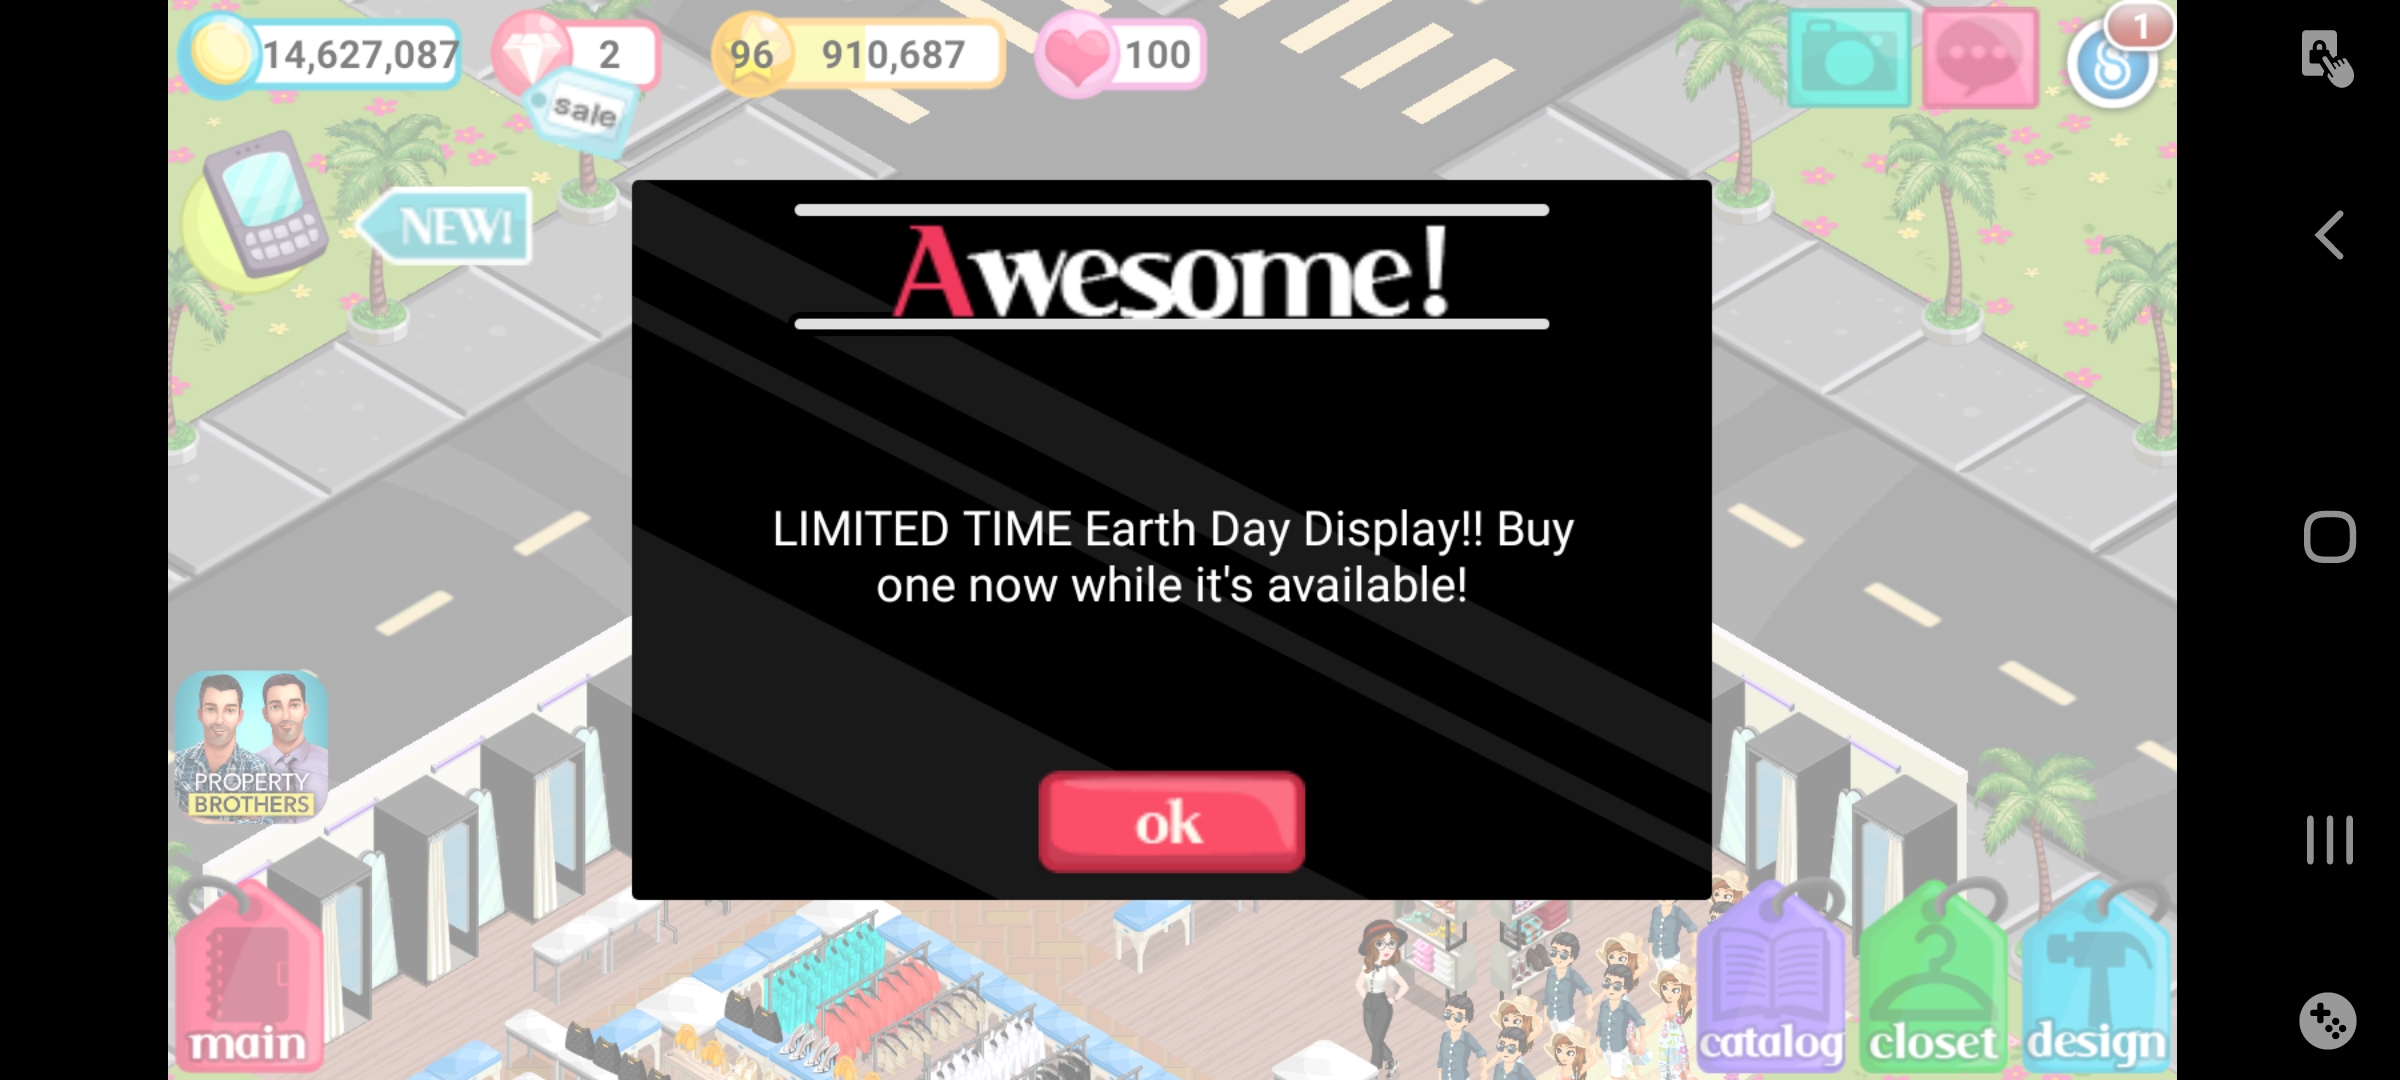 14,627,087
2
96
910,687
100
1
sale
NEW!
Awesome!
LIMITED TIME Earth Day Display!! Buy
one now while it's available!
PROPERTY
BROTHERS
ok
main
catalog
closet
design